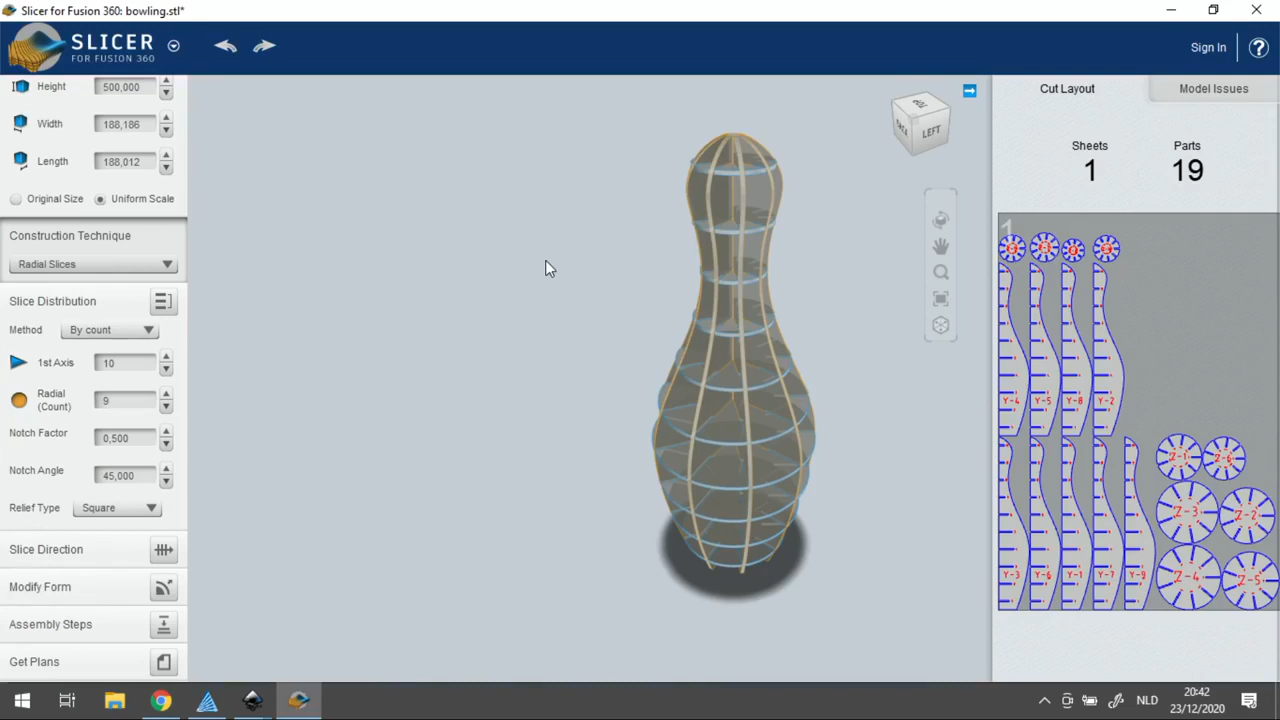 Slicer for Fusion 360: bowling.stl*
SLICER
FOR FUSION 360
Sign In
Height 500,000
Width 188,186
Length 188,012
Original Size Uniform Scale
Construction Technique
Radial Slices
Slice Distribution
Method By count
1st Axis 10
Radial (Count) 9
Notch Factor 0,500
Notch Angle 45,000
Relief Type Square
Slice Direction
Modify Form
Assembly Steps
Get Plans
TOP
BACK
LEFT
Cut Layout Model Issues
Sheets Parts
1 19
1
Y-4 Y-5 Y-8 Y-2
Z-1 Z-6
Z-3 Z-2
Y-3 Y-6 Y-1 Y-7 Y-9 Z-4 Z-5
NLD
20:42
23/12/2020